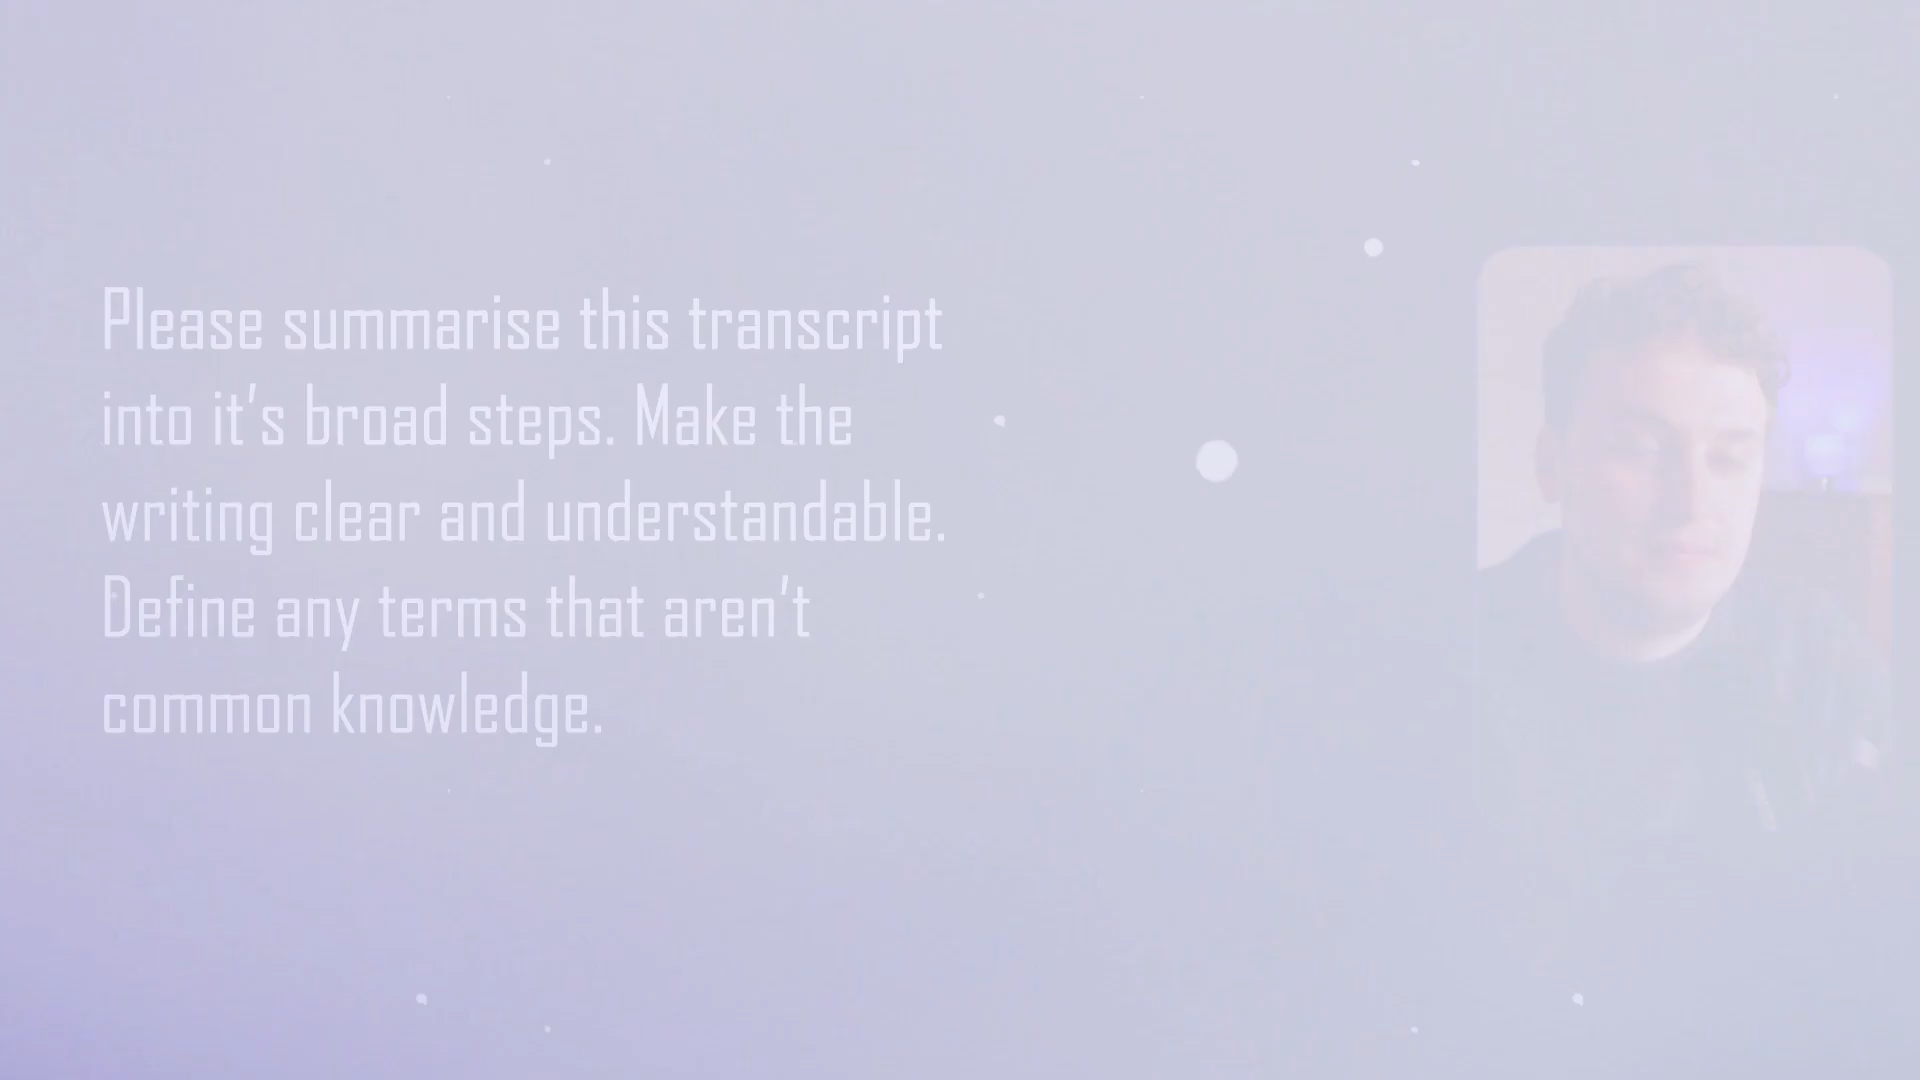 Please summarise this transcript
into it’s broad steps. Make the
writing clear and understandable.
Define any terms that aren’t
common knowledge.